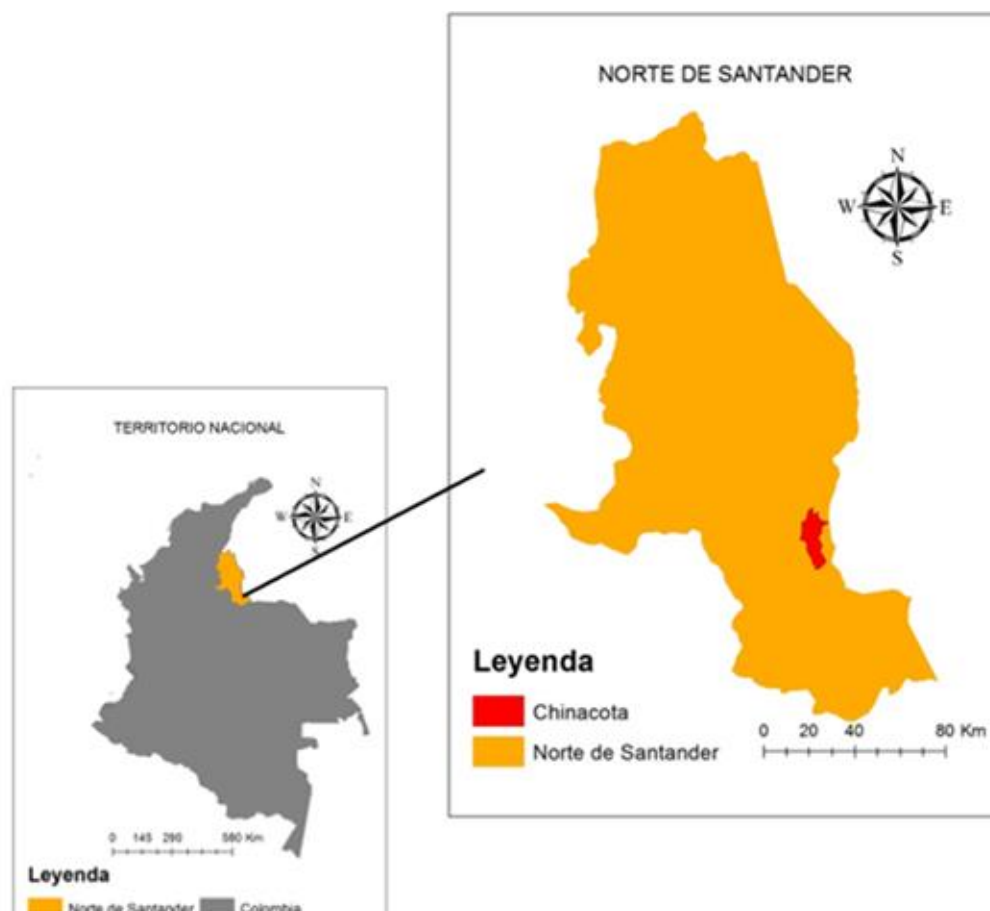 NORTE DE SANTANDER
N
W E
S
Leyenda
Chinacota
Norte de Santander
0 20 40 80 Km
TERRITORIO NACIONAL
N
W E
0 145 290 580 Km
Leyenda
Norte de Santander Colombia